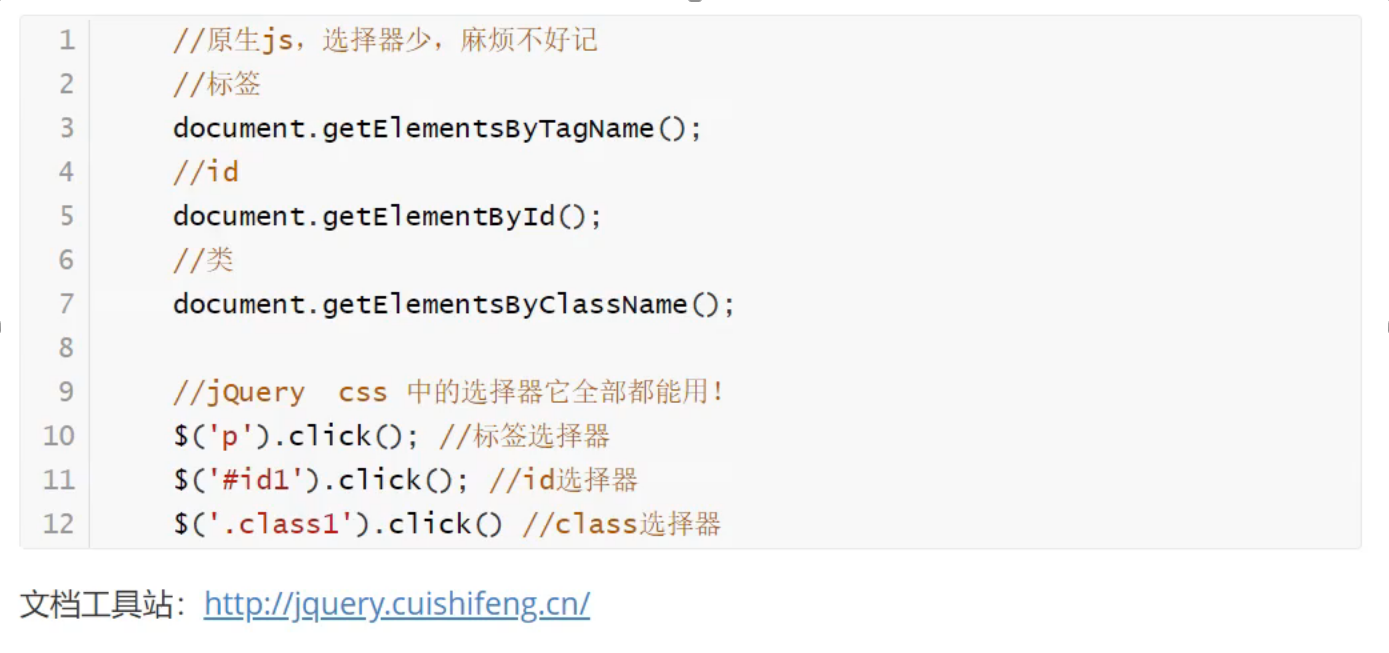 1 //原生js，选择器少，麻烦不好记
2 //标签
3 document.getElementsByTagName();
4 //id
5 document.getElementById();
6 //类
7 document.getElementsByClassName();
8
9 //jQuery  css 中的选择器它全部都能用！
10 $('p').click(); //标签选择器
11 $('#id1').click(); //id选择器
12 $('.class1').click() //class选择器
文档工具站：http://jquery.cuishifeng.cn/